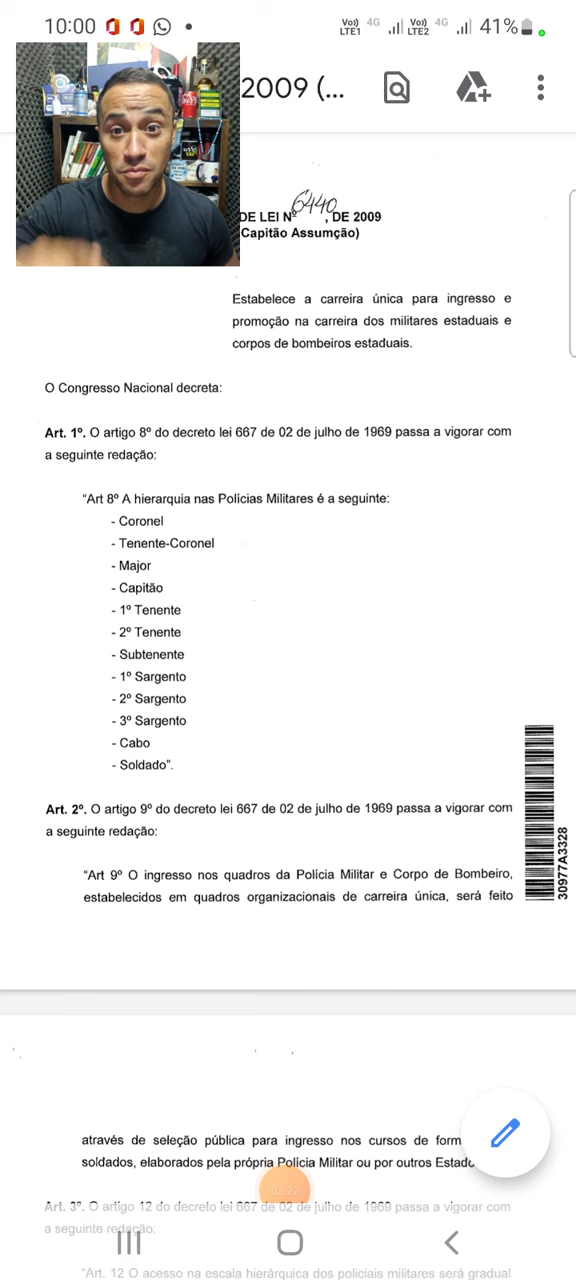 10:00
Vo)) LTE1 4G Vo)) LTE2 4G 41%
2009 (...
DE LEI Nº 6440, DE 2009
Capitão Assumção)
Estabelece a carreira única para ingresso e
promoção na carreira dos militares estaduais e
corpos de bombeiros estaduais.
O Congresso Nacional decreta:
Art. 1º. O artigo 8º do decreto lei 667 de 02 de julho de 1969 passa a vigorar com
a seguinte redação:
“Art 8º A hierarquia nas Polícias Militares é a seguinte:
- Coronel
- Tenente-Coronel
- Major
- Capitão
- 1º Tenente
- 2º Tenente
- Subtenente
- 1º Sargento
- 2º Sargento
- 3º Sargento
- Cabo
- Soldado”.
Art. 2º. O artigo 9º do decreto lei 667 de 02 de julho de 1969 passa a vigorar com
a seguinte redação:
“Art 9º O ingresso nos quadros da Polícia Militar e Corpo de Bombeiro,
estabelecidos em quadros organizacionais de carreira única, será feito
30977A3328
através de seleção pública para ingresso nos cursos de form
soldados, elaborados pela própria Polícia Militar ou por outros Estado
03:22
Art. 3º. O artigo 12 do decreto lei 667 de 02 de julho de 1969 passa a vigorar com
a seguinte redação:
“Art. 12 O acesso na escala hierárquica dos policiais militares será gradual